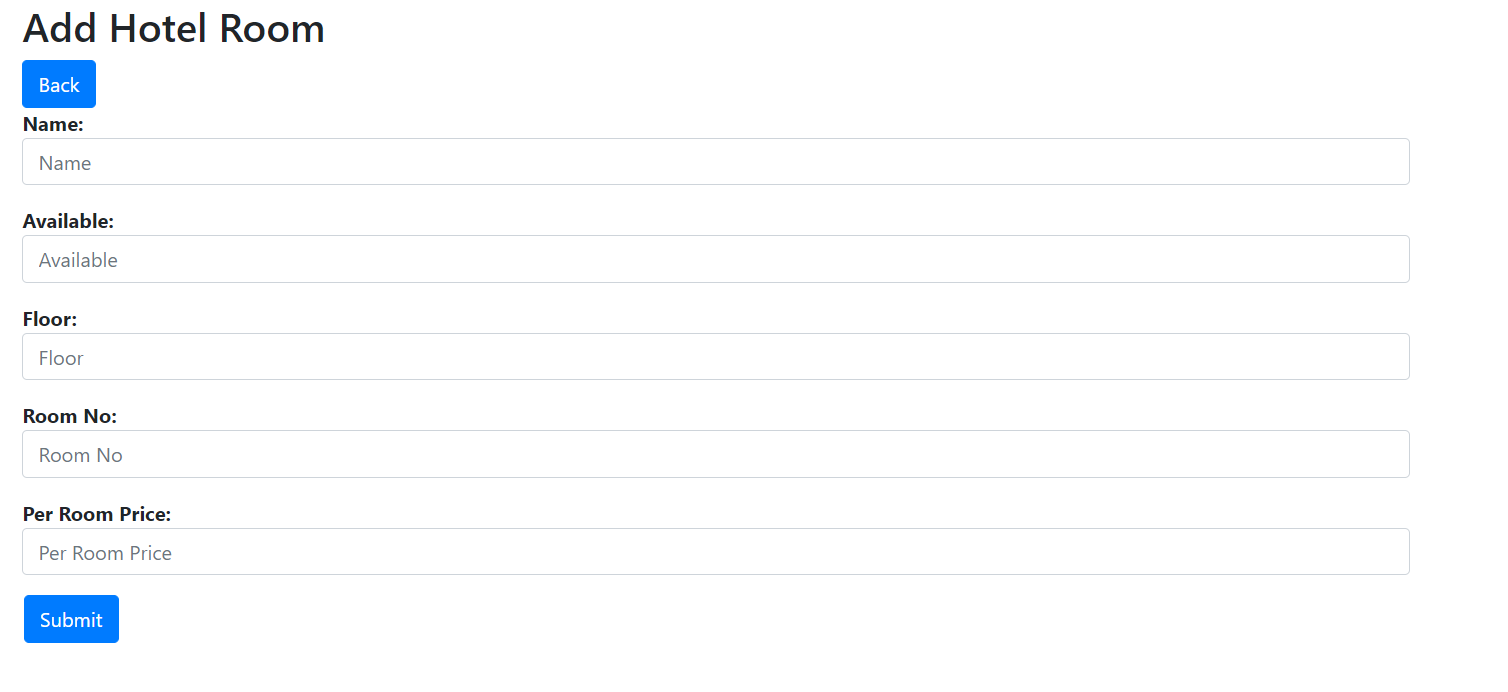 Add Hotel Room
Back
Name:
Name
Available:
Available
Floor:
Floor
Room No:
Room No
Per Room Price:
Per Room Price
Submit